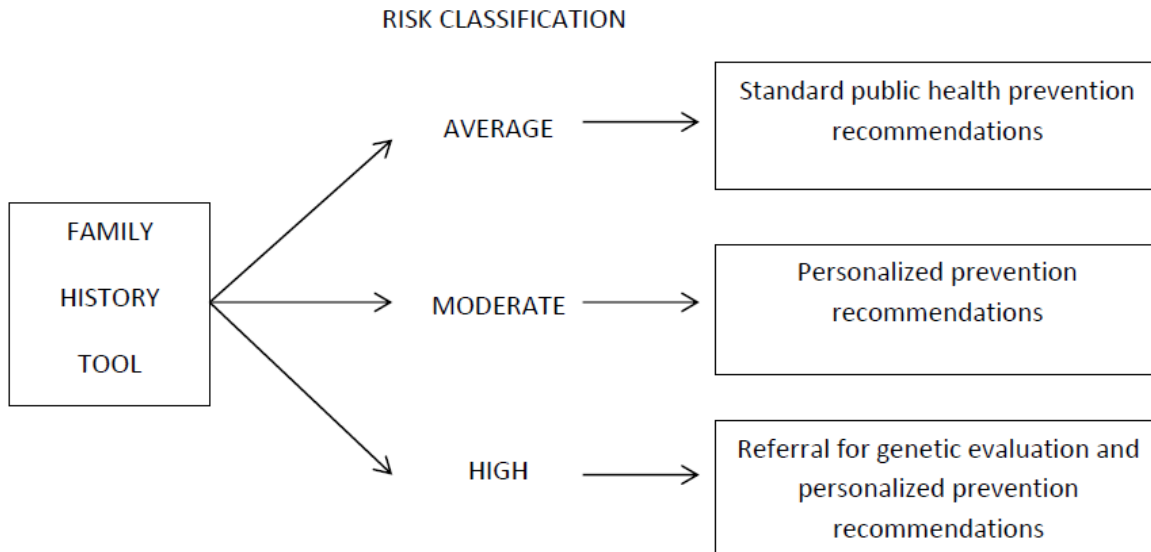 RISK CLASSIFICATION
FAMILY
HISTORY
TOOL
AVERAGE
Standard public health prevention
recommendations
MODERATE
Personalized prevention
recommendations
HIGH
Referral for genetic evaluation and
personalized prevention
recommendations